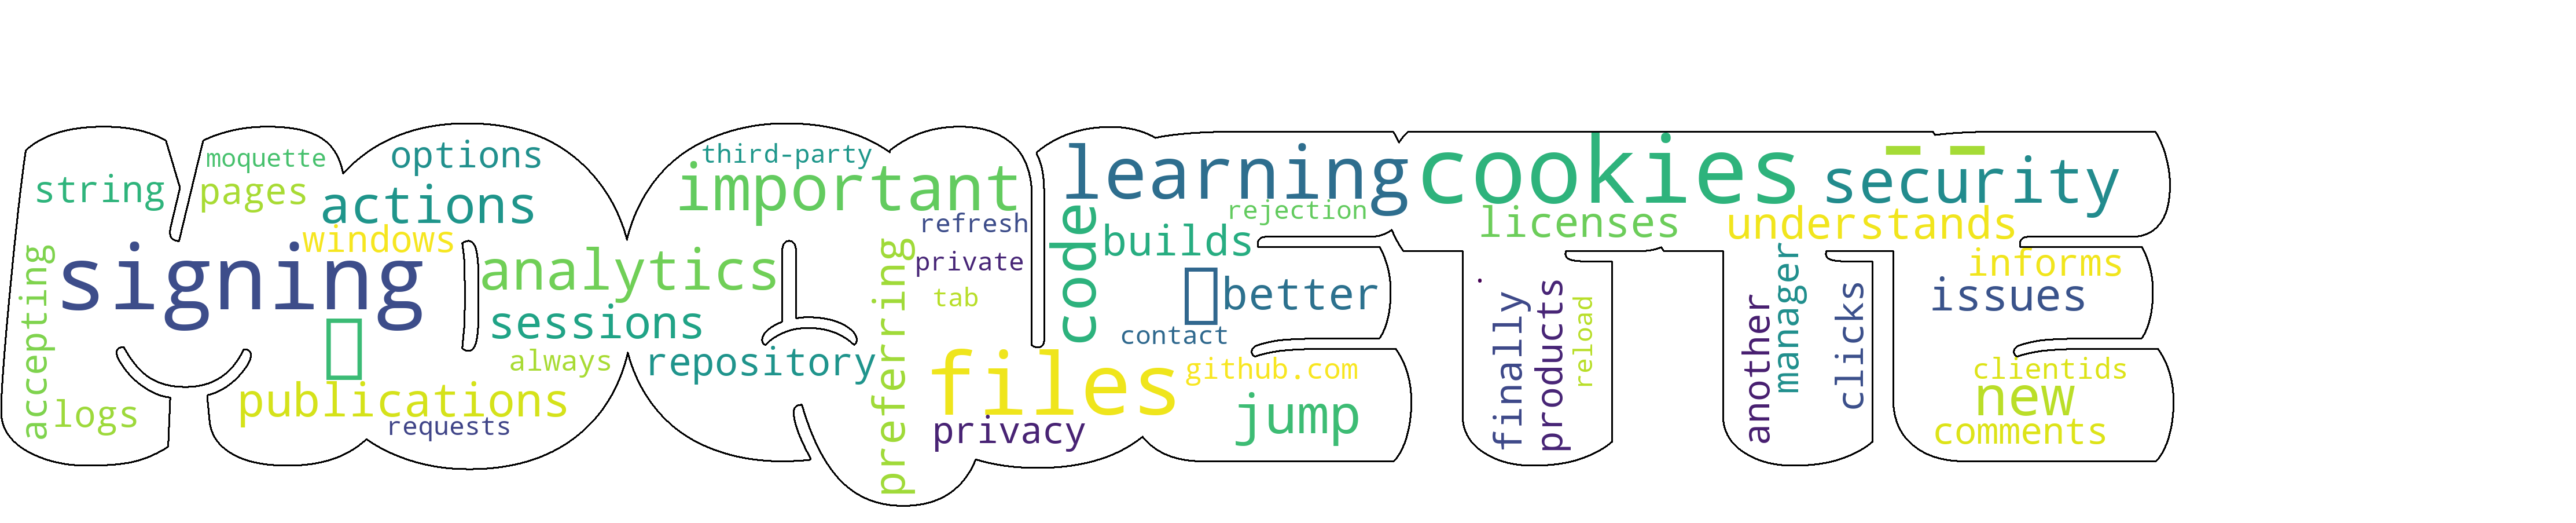 string
moquette
pages
options
actions
windows
accepting
signing
logs
publications
requests
analytics
sessions
always
repository
third-party
important
refresh
private
tab
preferring
files
privacy
code
learning
rejection
builds
better
contact
github.com
jump
cookies
licenses
security
understands
finally
products
reload
another
manager
clicks
informs
issues
clientids
new
comments